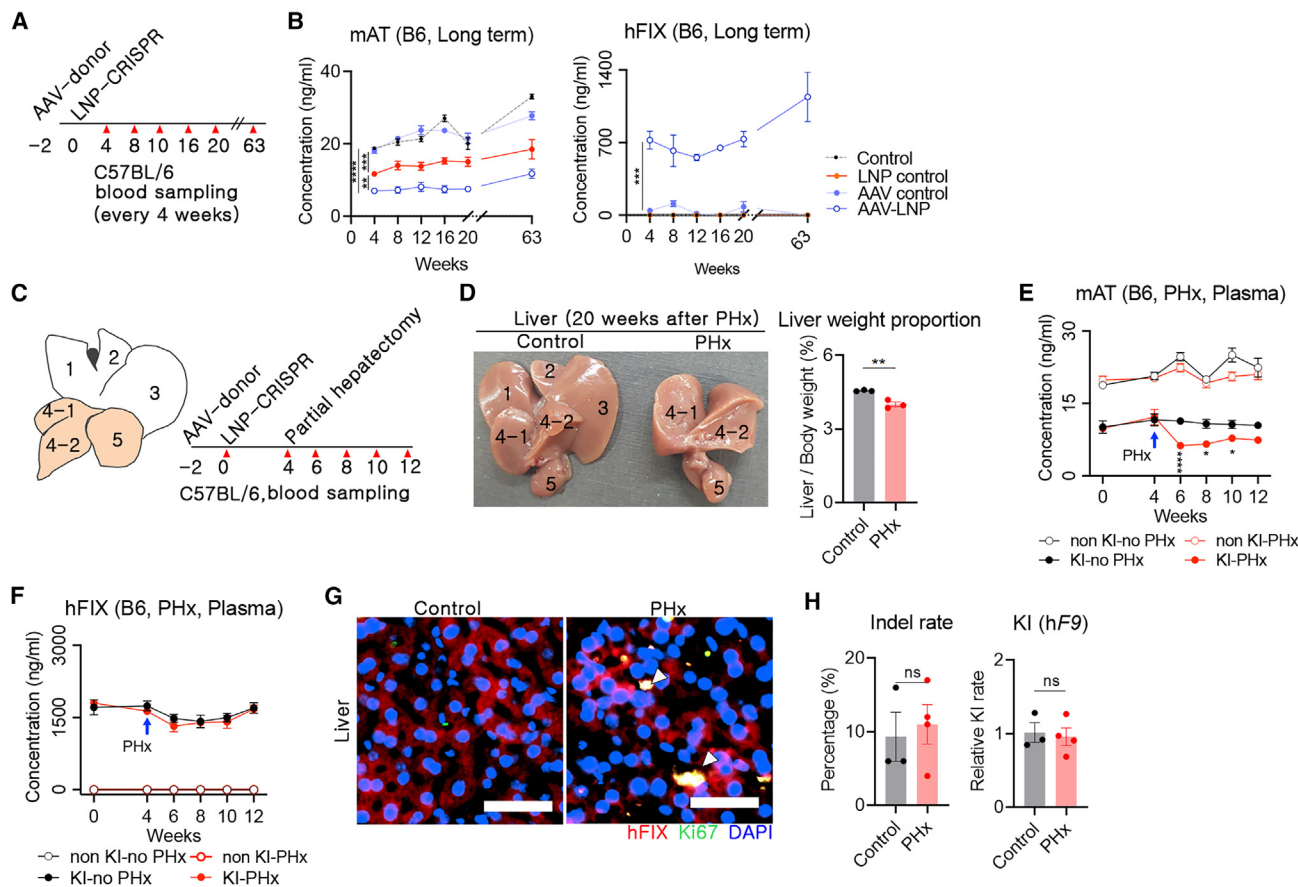 A
AAV-donor
LNP-CRISPR
-2 0 4 8 10 16 20 63
C57BL/6
blood sampling
(every 4 weeks)
B
mAT (B6, Long term)
Concentration (ng/ml)
40
20
0
**** ** ***
0 4 8 12 16 20 63
Weeks
hFIX (B6, Long term)
Concentration (ng/ml)
1400
700
0
***
0 4 8 12 16 20 63
Weeks
Control
LNP control
AAV control
AAV-LNP
C
1 2 3
4-1
4-2 5
AAV-donor
LNP-CRISPR
Partial hepatectomy
-2 0 4 6 8 10 12
C57BL/6, blood sampling
D
Liver (20 weeks after PHx)
Control PHx
1 2 3
4-1 4-2
5
4-1
4-2
5
Liver weight proportion
Liver / Body weight (%)
6
3
0
**
Control PHx
E
mAT (B6, PHx, Plasma)
Concentration (ng/ml)
30
15
0
PHx
**** * *
0 4 6 8 10 12
Weeks
non KI-no PHx non KI-PHx
KI-no PHx KI-PHx
F
hFIX (B6, PHx, Plasma)
Concentration (ng/ml)
3000
1500
0
PHx
0 4 6 8 10 12
Weeks
non KI-no PHx non KI-PHx
KI-no PHx KI-PHx
G
Control PHx
Liver
hFIX Ki67 DAPI
H
Indel rate
Percentage (%)
20
10
0
ns
Control PHx
KI (hF9)
Relative KI rate
2
1
0
ns
Control PHx